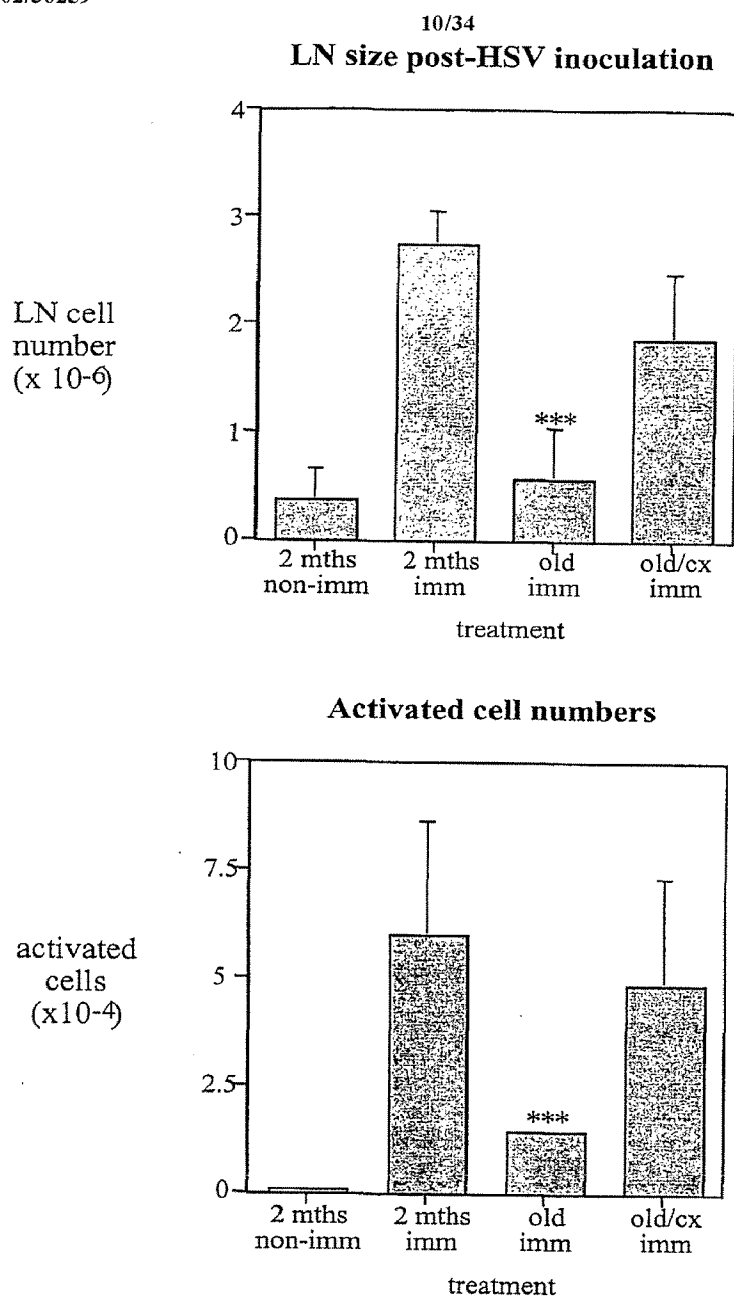 10/34
LN size post-HSV inoculation
4
3
2
1
0
LN cell
number
(x 10-6)
***
2 mths
non-imm
2 mths
imm
old
imm
old/cx
imm
treatment
Activated cell numbers
10
7.5
5
2.5
0
activated
cells
(x10-4)
***
2 mths
non-imm
2 mths
imm
old
imm
old/cx
imm
treatment